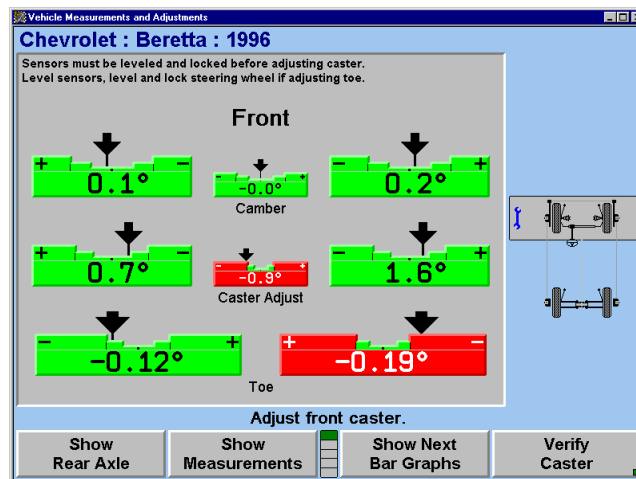 Vehicle Measurements and Adjustments
Chevrolet : Beretta : 1996
Sensors must be leveled and locked before adjusting caster.
Level sensors, level and lock steering wheel if adjusting toe.
Front
+ -
0.1°
- +
-0.0°
Camber
- +
0.2°
+ -
0.7°
- +
-0.9°
Caster Adjust
- +
1.6°
- +
-0.12°
+ -
-0.19°
Toe
Adjust front caster.
Show
Rear Axle
Show
Measurements
Show Next
Bar Graphs
Verify
Caster